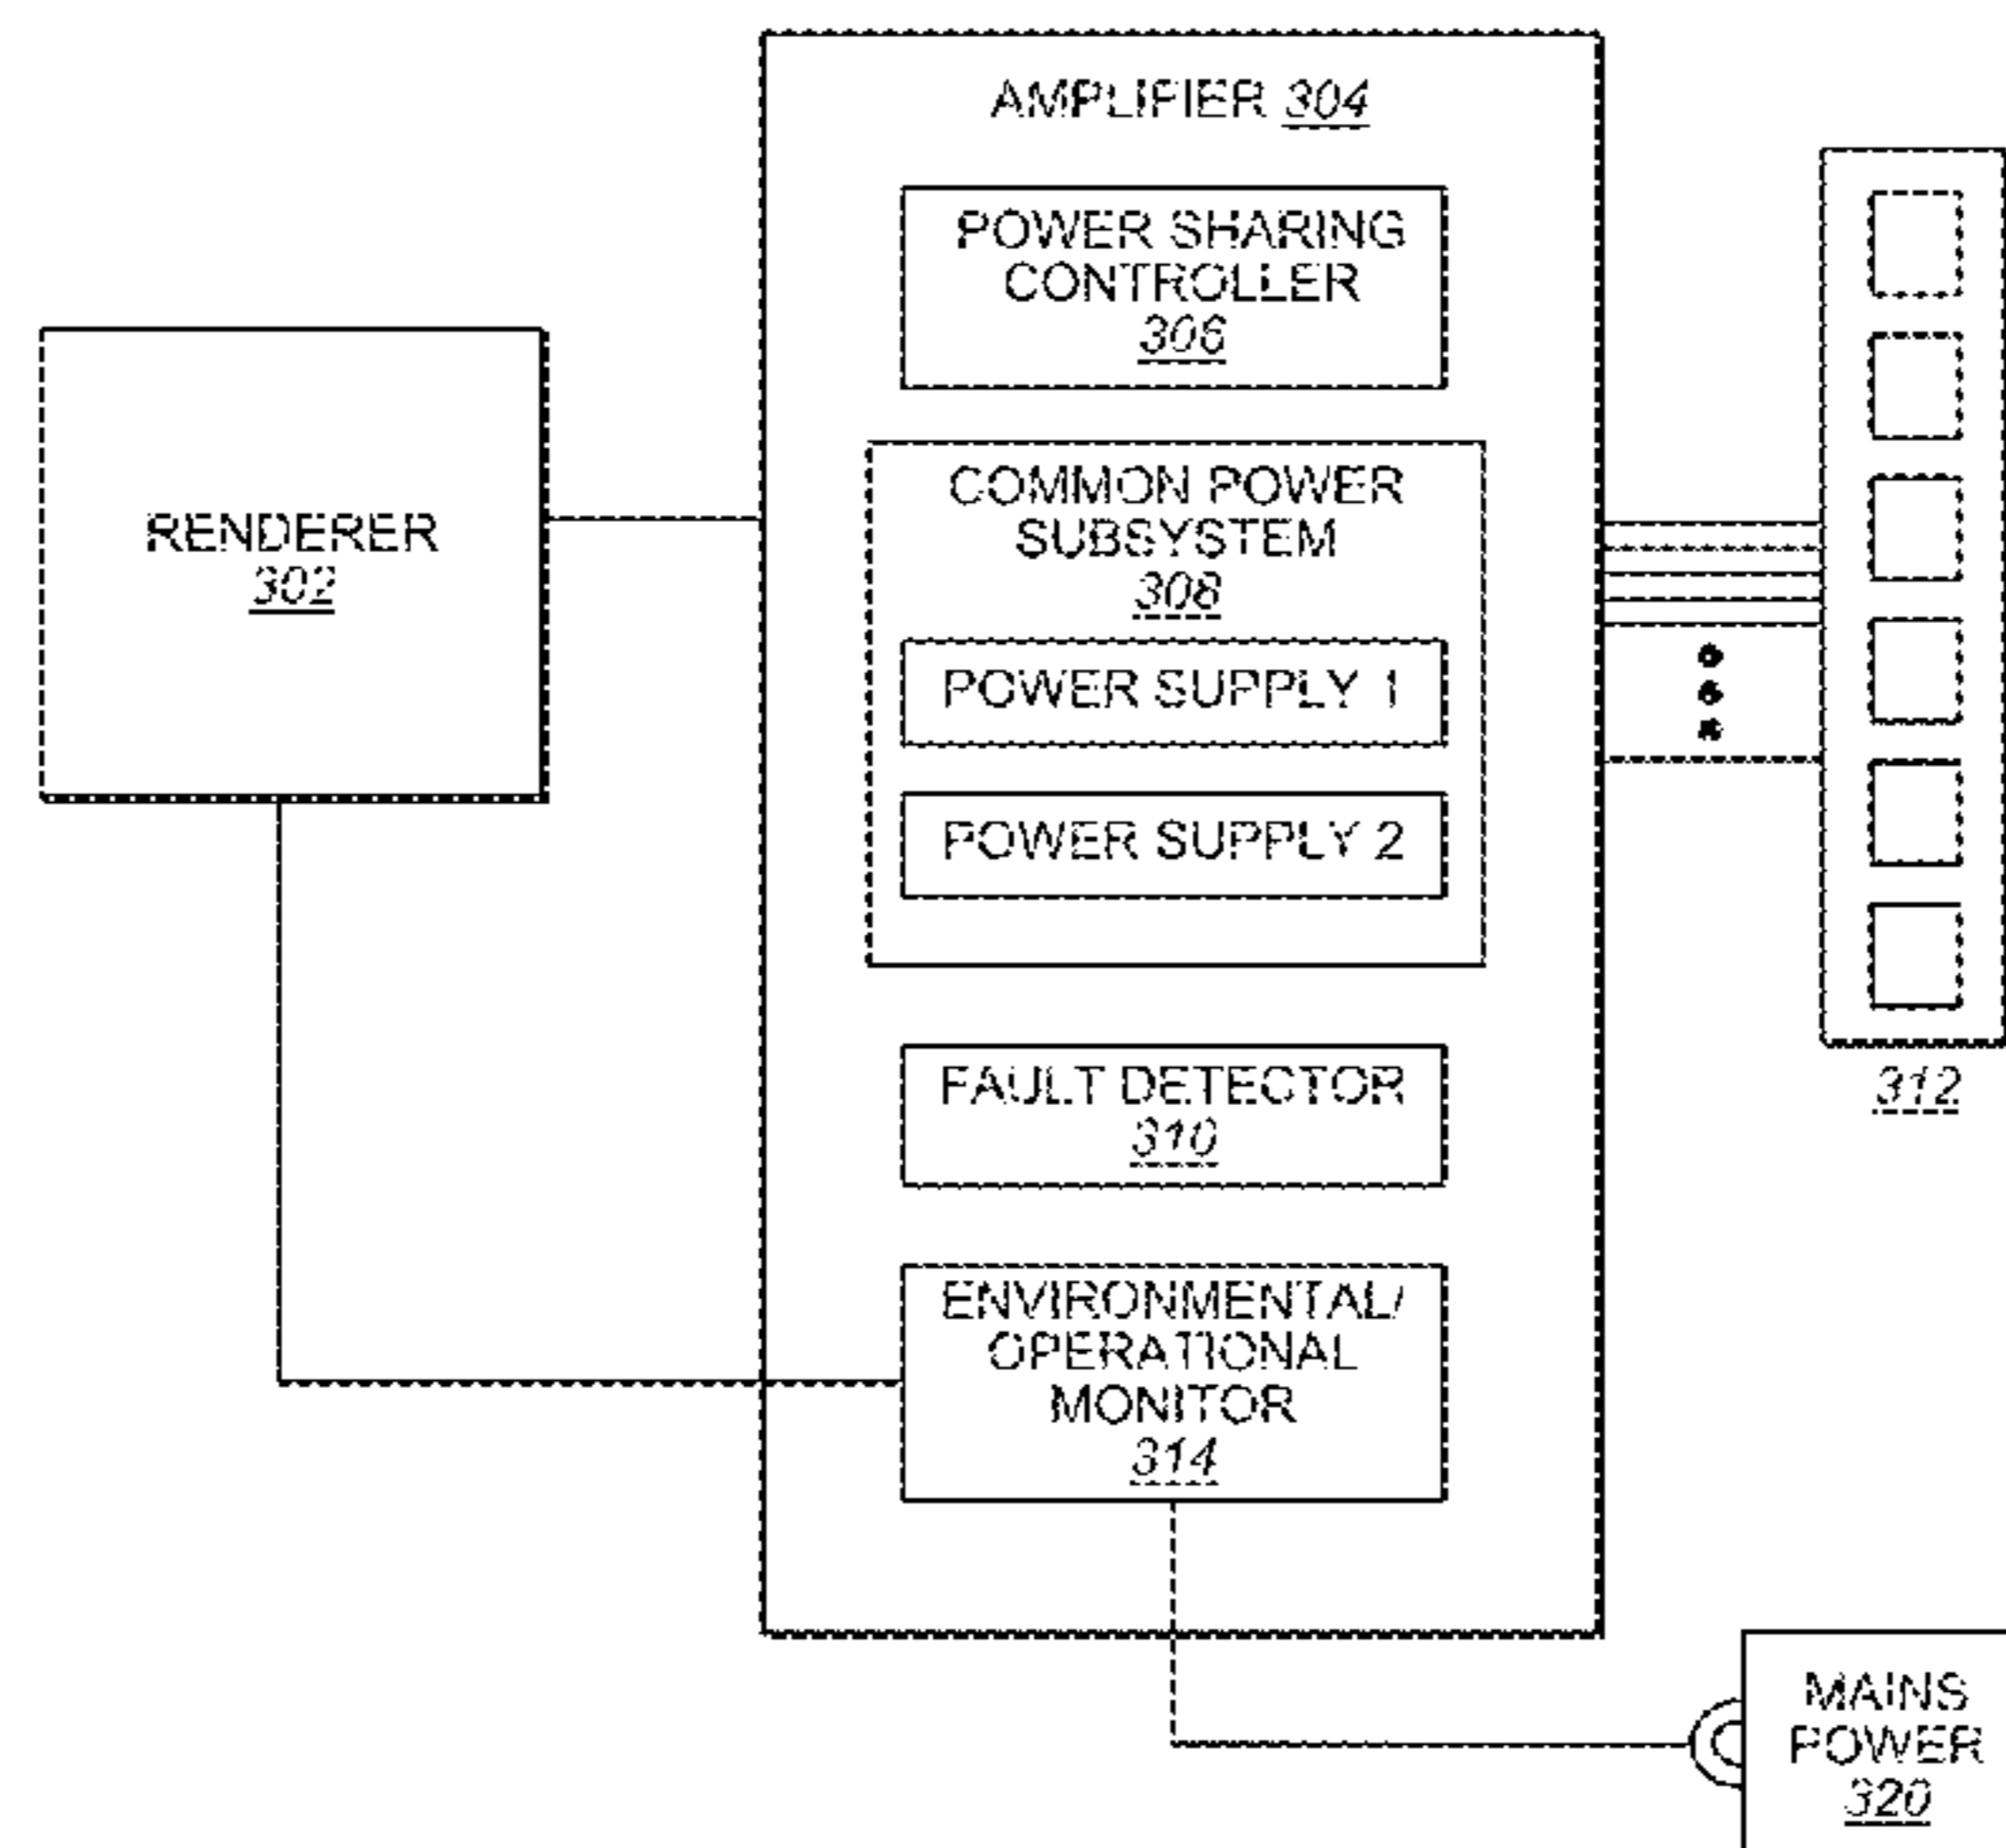 AMPLIFIER 304
POWER SHARING
CONTROLLER
306
RENDERER
302
COMMON POWER
SUBSYSTEM
308
POWER SUPPLY 1
POWER SUPPLY 2
FAULT DETECTOR
310
312
ENVIRONMENTAL/
OPERATIONAL
MONITOR
314
MAINS
POWER
320